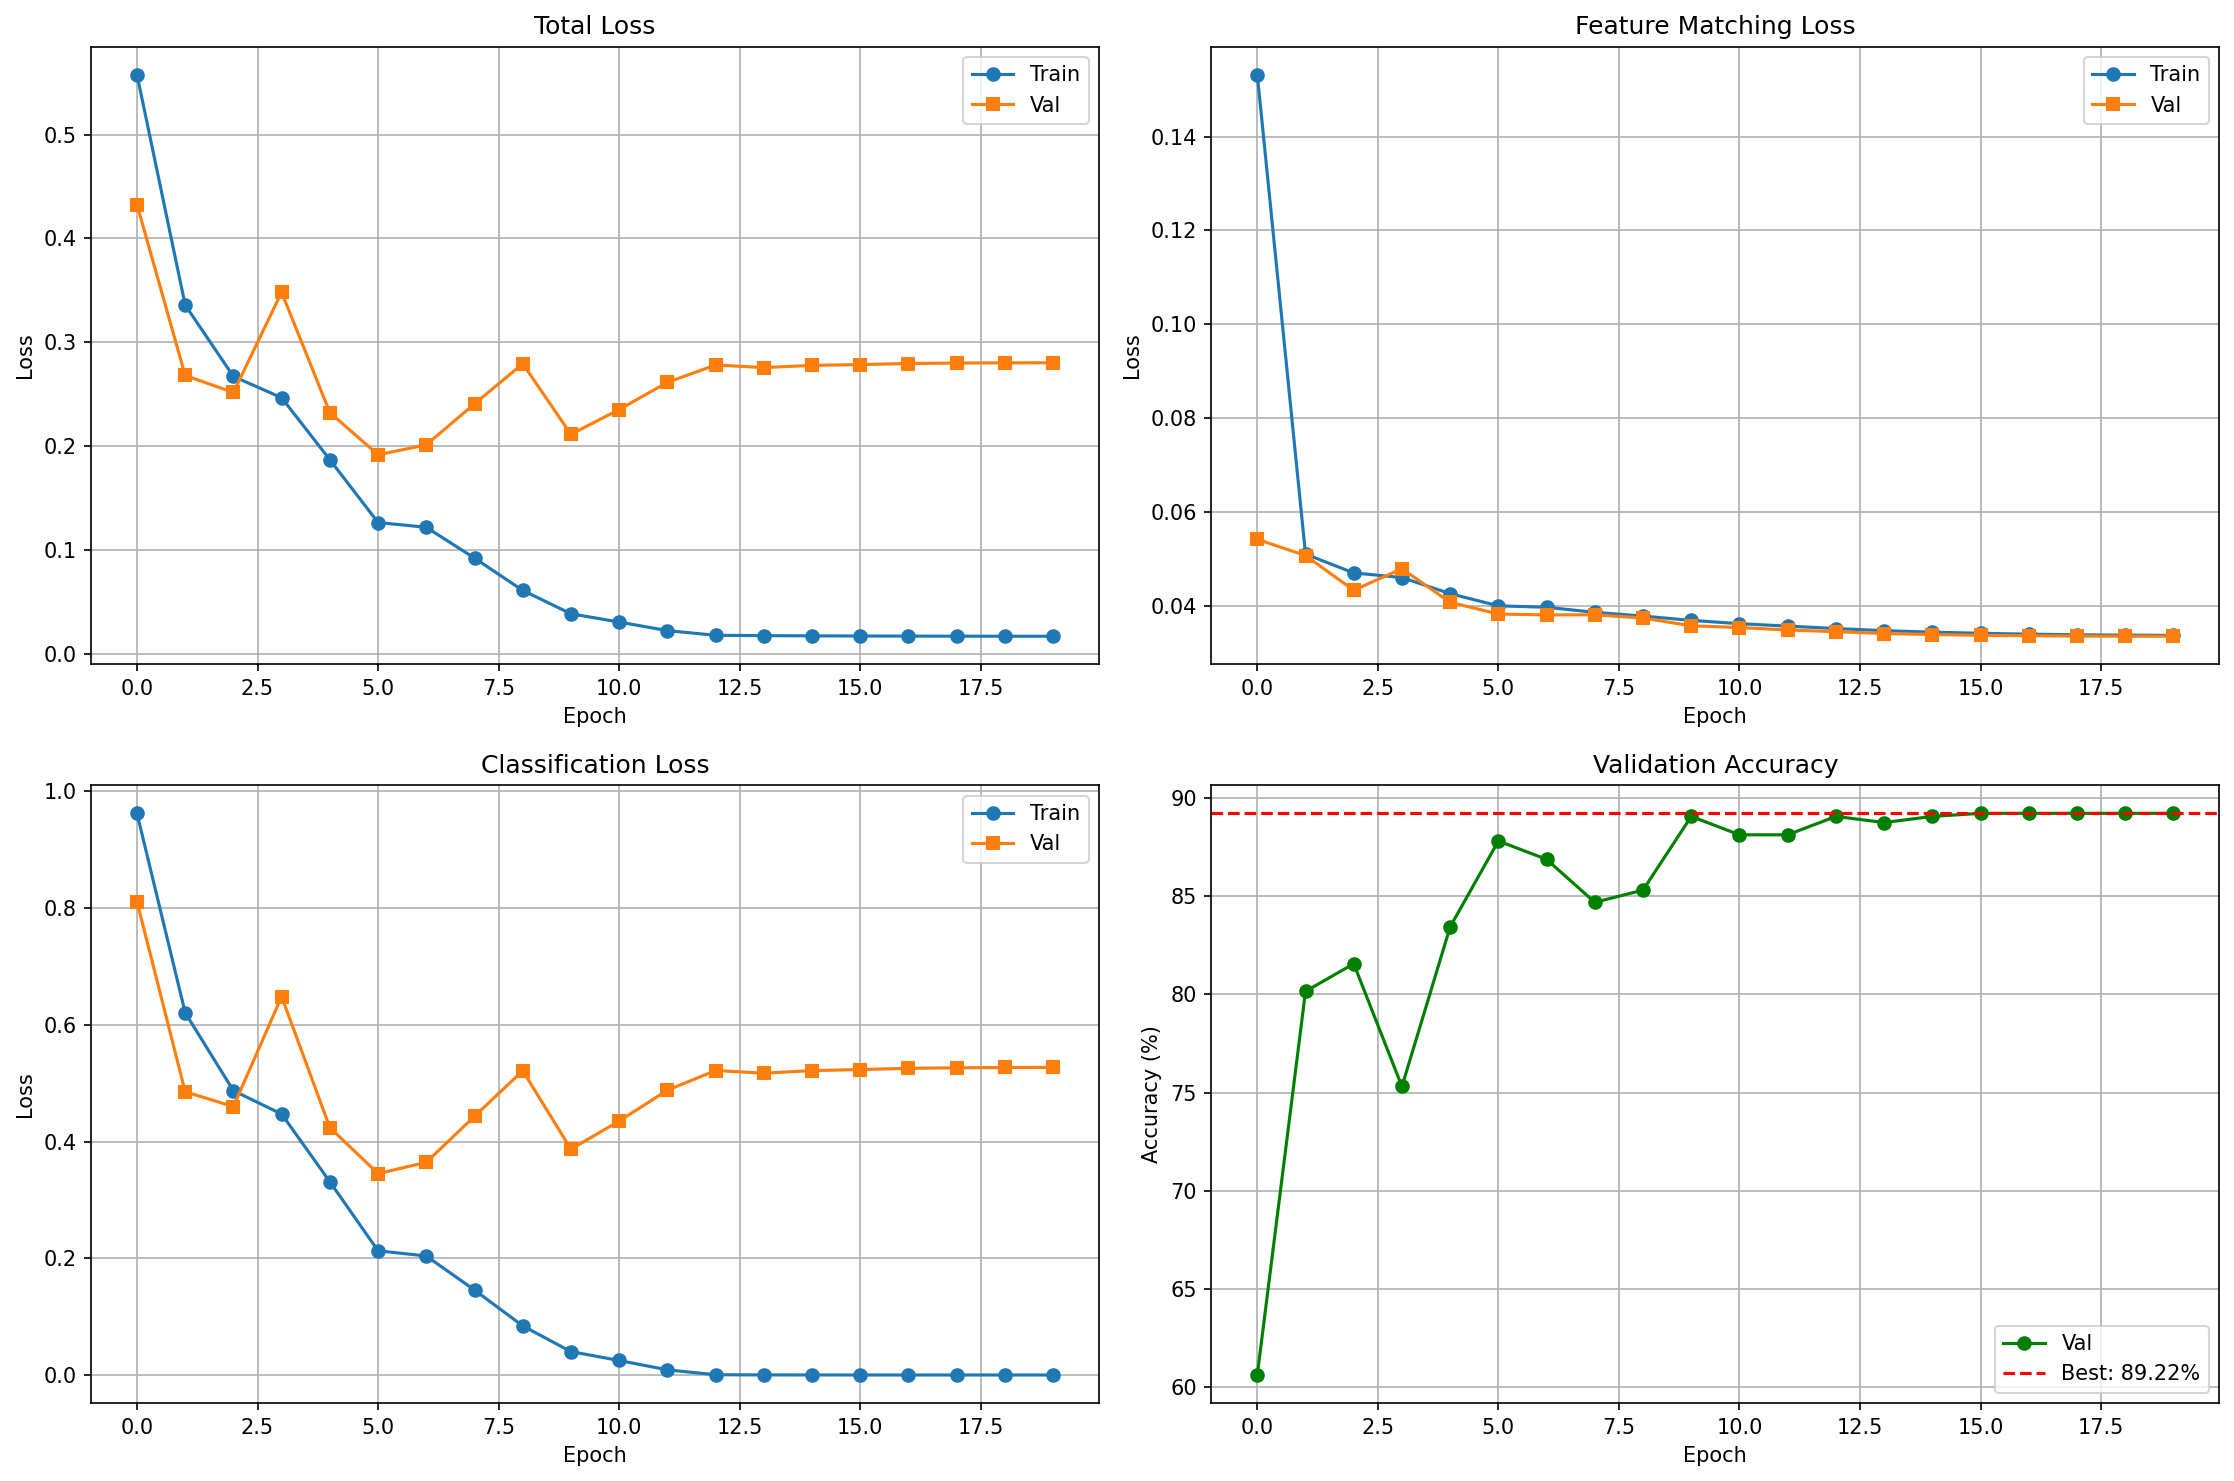 Total Loss
Train
Val
0.5
0.4
0.3
0.2
0.1
0.0
Loss
0.0 2.5 5.0 7.5 10.0 12.5 15.0 17.5
Epoch
Feature Matching Loss
Train
Val
0.14
0.12
0.10
0.08
0.06
0.04
Loss
0.0 2.5 5.0 7.5 10.0 12.5 15.0 17.5
Epoch
Classification Loss
Train
Val
1.0
0.8
0.6
0.4
0.2
0.0
Loss
0.0 2.5 5.0 7.5 10.0 12.5 15.0 17.5
Epoch
Validation Accuracy
90
85
80
75
70
65
60
Accuracy (%)
Val
Best: 89.22%
0.0 2.5 5.0 7.5 10.0 12.5 15.0 17.5
Epoch